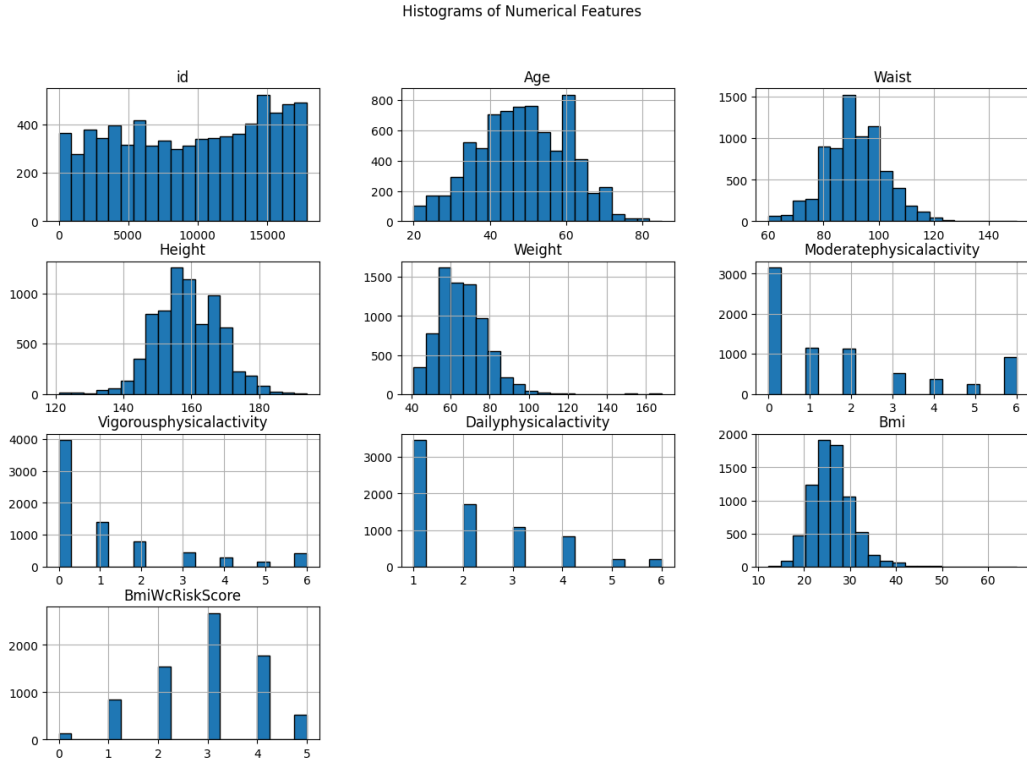 Histograms of Numerical Features
id
Age
Waist
400
200
0
0 5000 10000 15000
800
600
400
200
0
20 40 60 80
1500
1000
500
0
60 80 100 120 140
Height
Weight
Moderatephysicalactivity
1000
500
0
120 140 160 180
1500
1000
500
0
40 60 80 100 120 140 160
3000
2000
1000
0
0 1 2 3 4 5 6
Vigorousphysicalactivity
Dailyphysicalactivity
Bmi
4000
3000
2000
1000
0
0 1 2 3 4 5 6
3000
2000
1000
0
1 2 3 4 5 6
2000
1500
1000
500
0
10 20 30 40 50 60
BmiWcRiskScore
2000
1000
0
0 1 2 3 4 5